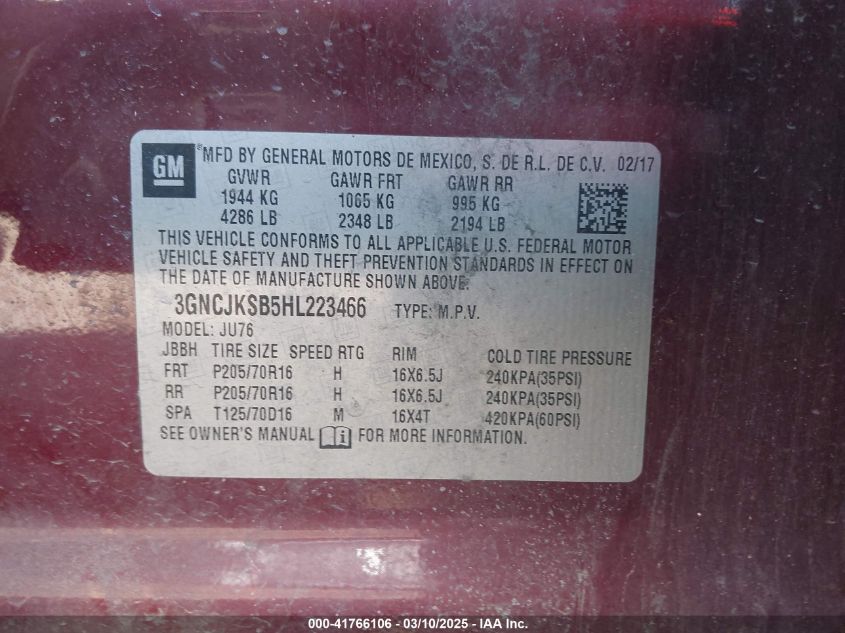 GM ®MFD BY GENERAL MOTORS DE MEXICO, S. DE R.L. DE C.V. 02/17
GVWR GAWR FRT GAWR RR
1944 KG 1065 KG 995 KG
4286 LB 2348 LB 2194 LB
THIS VEHICLE CONFORMS TO ALL APPLICABLE U.S. FEDERAL MOTOR
VEHICLE SAFETY AND THEFT PREVENTION STANDARDS IN EFFECT ON
THE DATE OF MANUFACTURE SHOWN ABOVE.
3GNCJKSB5HL223466 TYPE: M.P.V.
MODEL: JU76
JBBH TIRE SIZE SPEED RTG RIM COLD TIRE PRESSURE
FRT P205/70R16 H 16X6.5J 240KPA(35PSI)
RR P205/70R16 H 16X6.5J 240KPA(35PSI)
SPA T125/70D16 M 16X4T 420KPA(60PSI)
SEE OWNER'S MANUAL i FOR MORE INFORMATION.
000-41766106 - 03/10/2025 - IAA Inc.